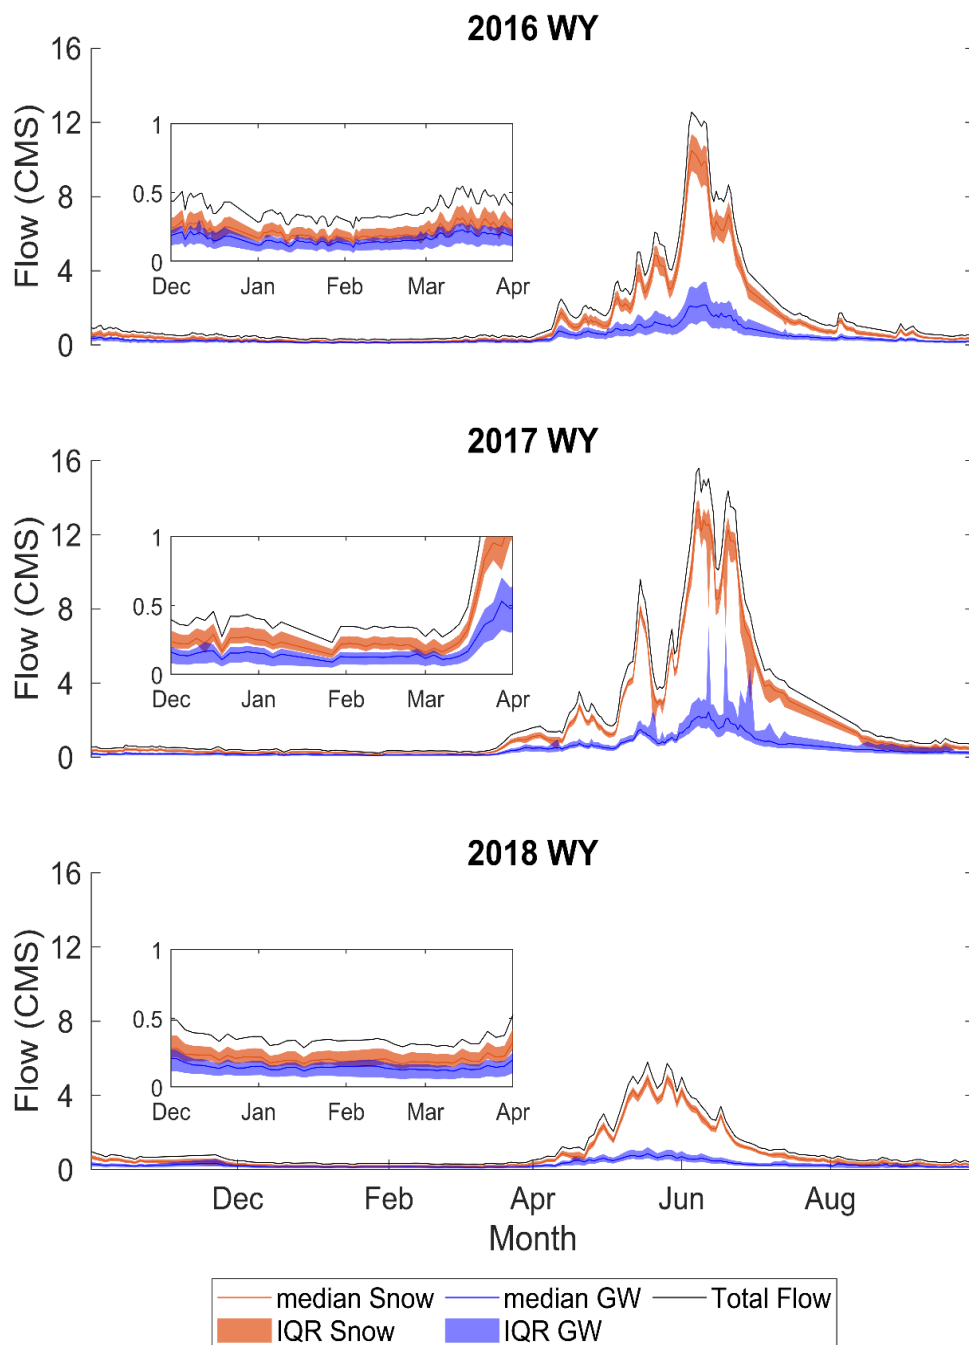 2016 WY
Flow (CMS)
16
12
8
4
0
1
0.5
0
Dec Jan Feb Mar Apr
2017 WY
Flow (CMS)
16
12
8
4
0
1
0.5
0
Dec Jan Feb Mar Apr
2018 WY
Flow (CMS)
16
12
8
4
0
1
0.5
0
Dec Jan Feb Mar Apr
Dec Feb Apr Jun Aug
Month
median Snow median GW Total Flow
IQR Snow IQR GW